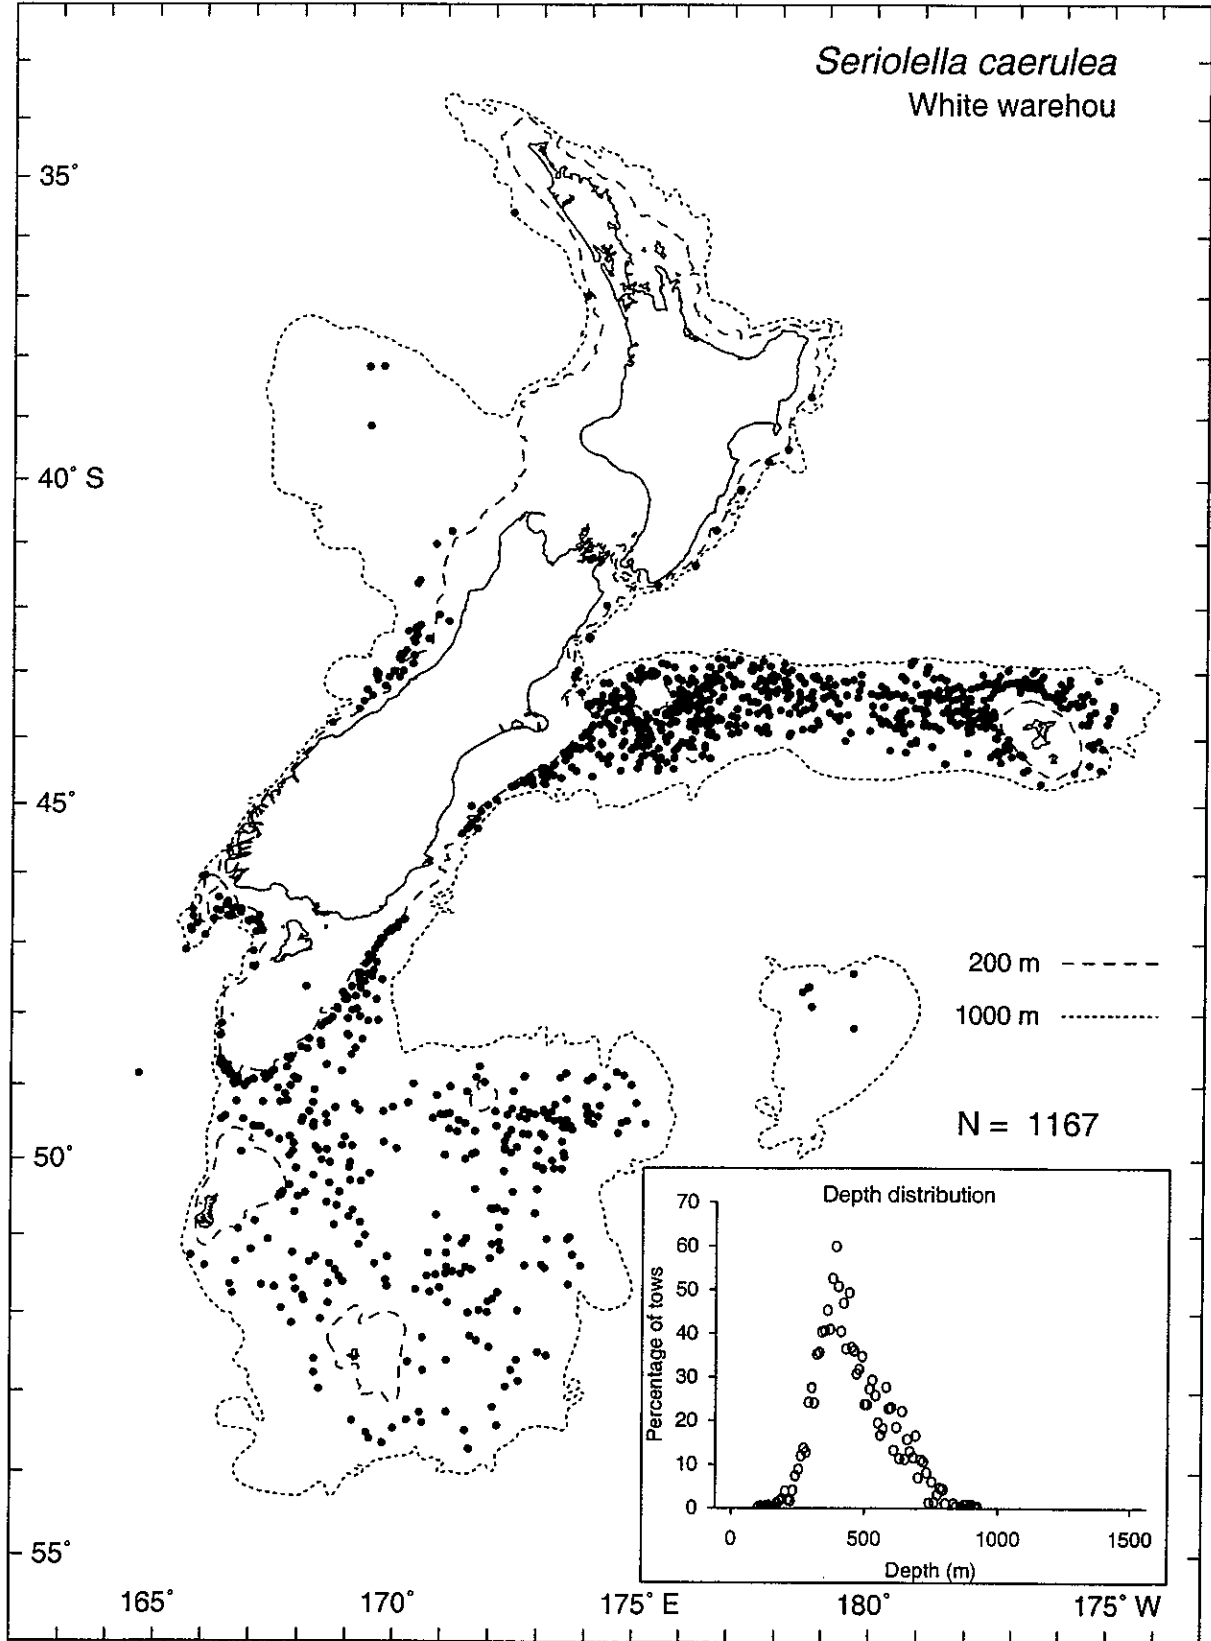 Seriolella caerulea
White warehou
35°
40° S
45°
50°
55°
165°
170°
175° E
180°
175° W
200 m
1000 m
N = 1167
Depth distribution
Percentage of tows
70
60
50
40
30
20
10
0
0
500
1000
1500
Depth (m)